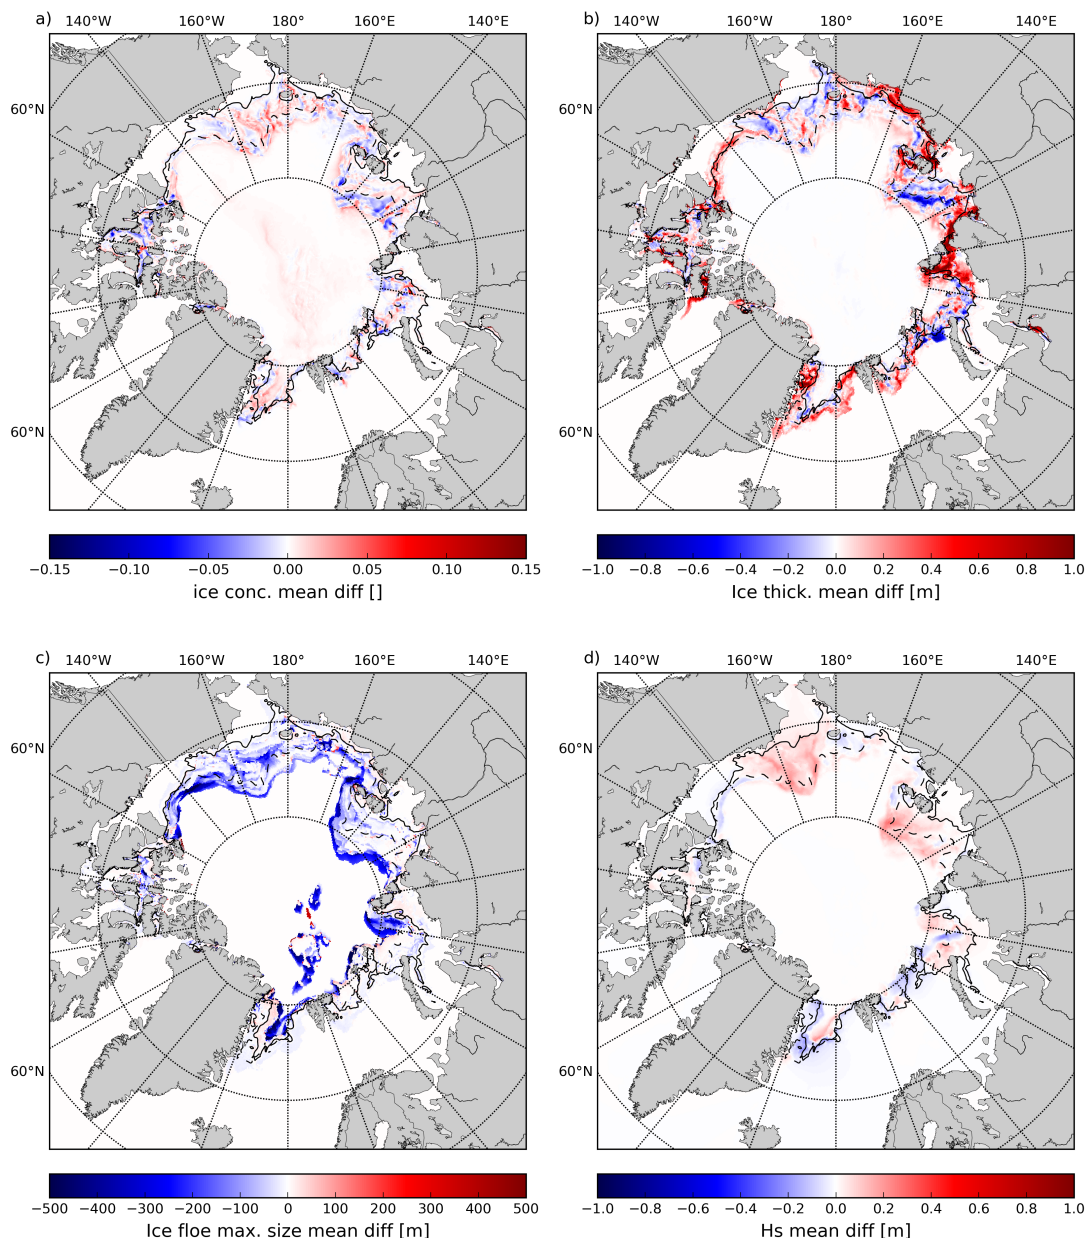 a) 140°W 160°W 180° 160°E 140°E
60°N
60°N
−0.15 −0.10 −0.05 0.00 0.05 0.10 0.15
ice conc. mean diff []
b) 140°W 160°W 180° 160°E 140°E
60°N
60°N
−1.0 −0.8 −0.6 −0.4 −0.2 0.0 0.2 0.4 0.6 0.8 1.0
Ice thick. mean diff [m]
c) 140°W 160°W 180° 160°E 140°E
60°N
60°N
−500 −400 −300 −200 −100 0 100 200 300 400 500
Ice floe max. size mean diff [m]
d) 140°W 160°W 180° 160°E 140°E
60°N
60°N
−1.0 −0.8 −0.6 −0.4 −0.2 0.0 0.2 0.4 0.6 0.8 1.0
Hs mean diff [m]